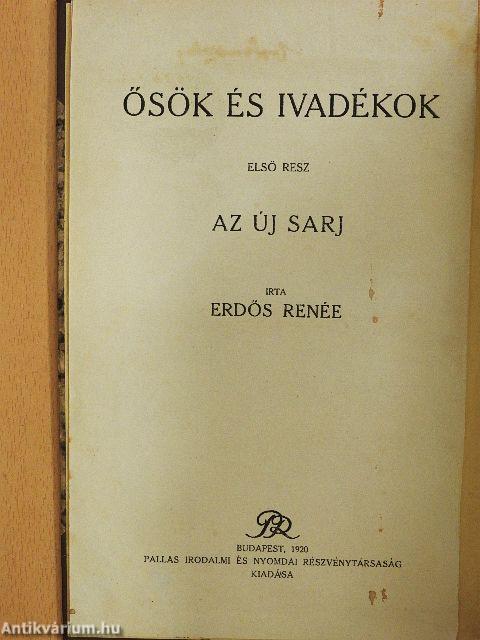 ŐSÖK ÉS IVADÉKOK
ELSŐ RESZ
AZ ÚJ SARJ
IRTA
ERDŐS RENÉE
BUDAPEST, 1920
PALLAS IRODALMI ÉS NYOMDAI RÉSZVÉNYTÁRSASÁG
KIADÁSA
Antikvárium.hu